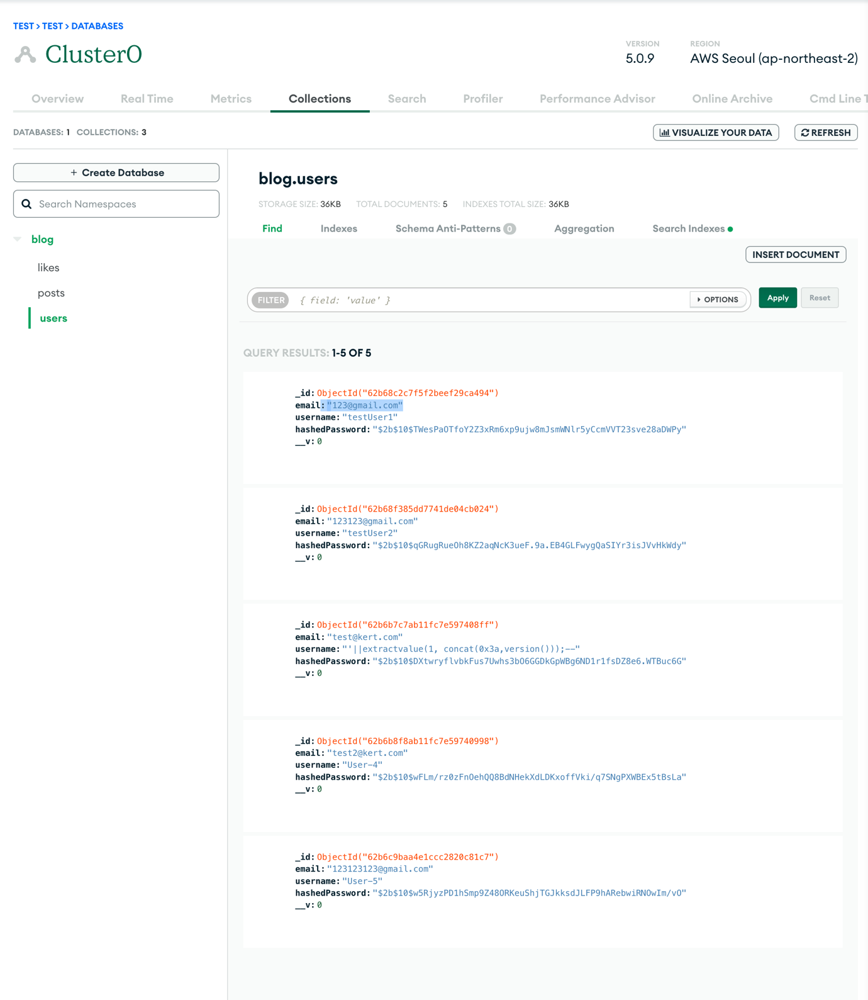 TEST > TEST > DATABASES
Cluster0
VERSION
5.0.9
REGION
AWS Seoul (ap-northeast-2)
Overview
Real Time
Metrics
Collections
Search
Profiler
Performance Advisor
Online Archive
Cmd Line T
DATABASES: 1 COLLECTIONS: 3
VISUALIZE YOUR DATA
REFRESH
+ Create Database
Search Namespaces
blog
likes
posts
users
blog.users
STORAGE SIZE: 36KB TOTAL DOCUMENTS: 5 INDEXES TOTAL SIZE: 36KB
Find
Indexes
Schema Anti-Patterns 0
Aggregation
Search Indexes
INSERT DOCUMENT
FILTER { field: 'value' }
OPTIONS
Apply
Reset
QUERY RESULTS: 1-5 OF 5
_id: ObjectId("62b68c2c7f5f2beef29ca494")
email: "123@gmail.com"
username: "testUser1"
hashedPassword: "$2b$10$TWesPaOTfoY2Z3xRm6xp9ujw8mJsmWNlr5yCcmVVT23sve28aDWPy"
__v: 0
_id: ObjectId("62b68f385dd7741de04cb024")
email: "123123@gmail.com"
username: "testUser2"
hashedPassword: "$2b$10$qGRugRueOh8KZ2aqNcK3ueF.9a.EB4GLFwygQaSIYr3isJVvHkWdy"
__v: 0
_id: ObjectId("62b6b7c7ab11fc7e597408ff")
email: "test@kert.com"
username: "'||extractvalue(1, concat(0x3a,version()));--"
hashedPassword: "$2b$10$DXtwryflvbkFus7Uwhs3bO6GGDkGpWBg6ND1r1fsDZ8e6.WTBuc6G"
__v: 0
_id: ObjectId("62b6b8f8ab11fc7e59740998")
email: "test2@kert.com"
username: "User-4"
hashedPassword: "$2b$10$wFLm/rz0zFnOehQQ8BdNHekXdLDKxoffVki/q7SNgPXWBEx5tBsLa"
__v: 0
_id: ObjectId("62b6c9baa4e1ccc2820c81c7")
email: "123123123@gmail.com"
username: "User-5"
hashedPassword: "$2b$10$w5RjyzPD1hSmp9Z48ORKeuShjTGJkksdJLFP9hARebwiRNOwIm/vO"
__v: 0